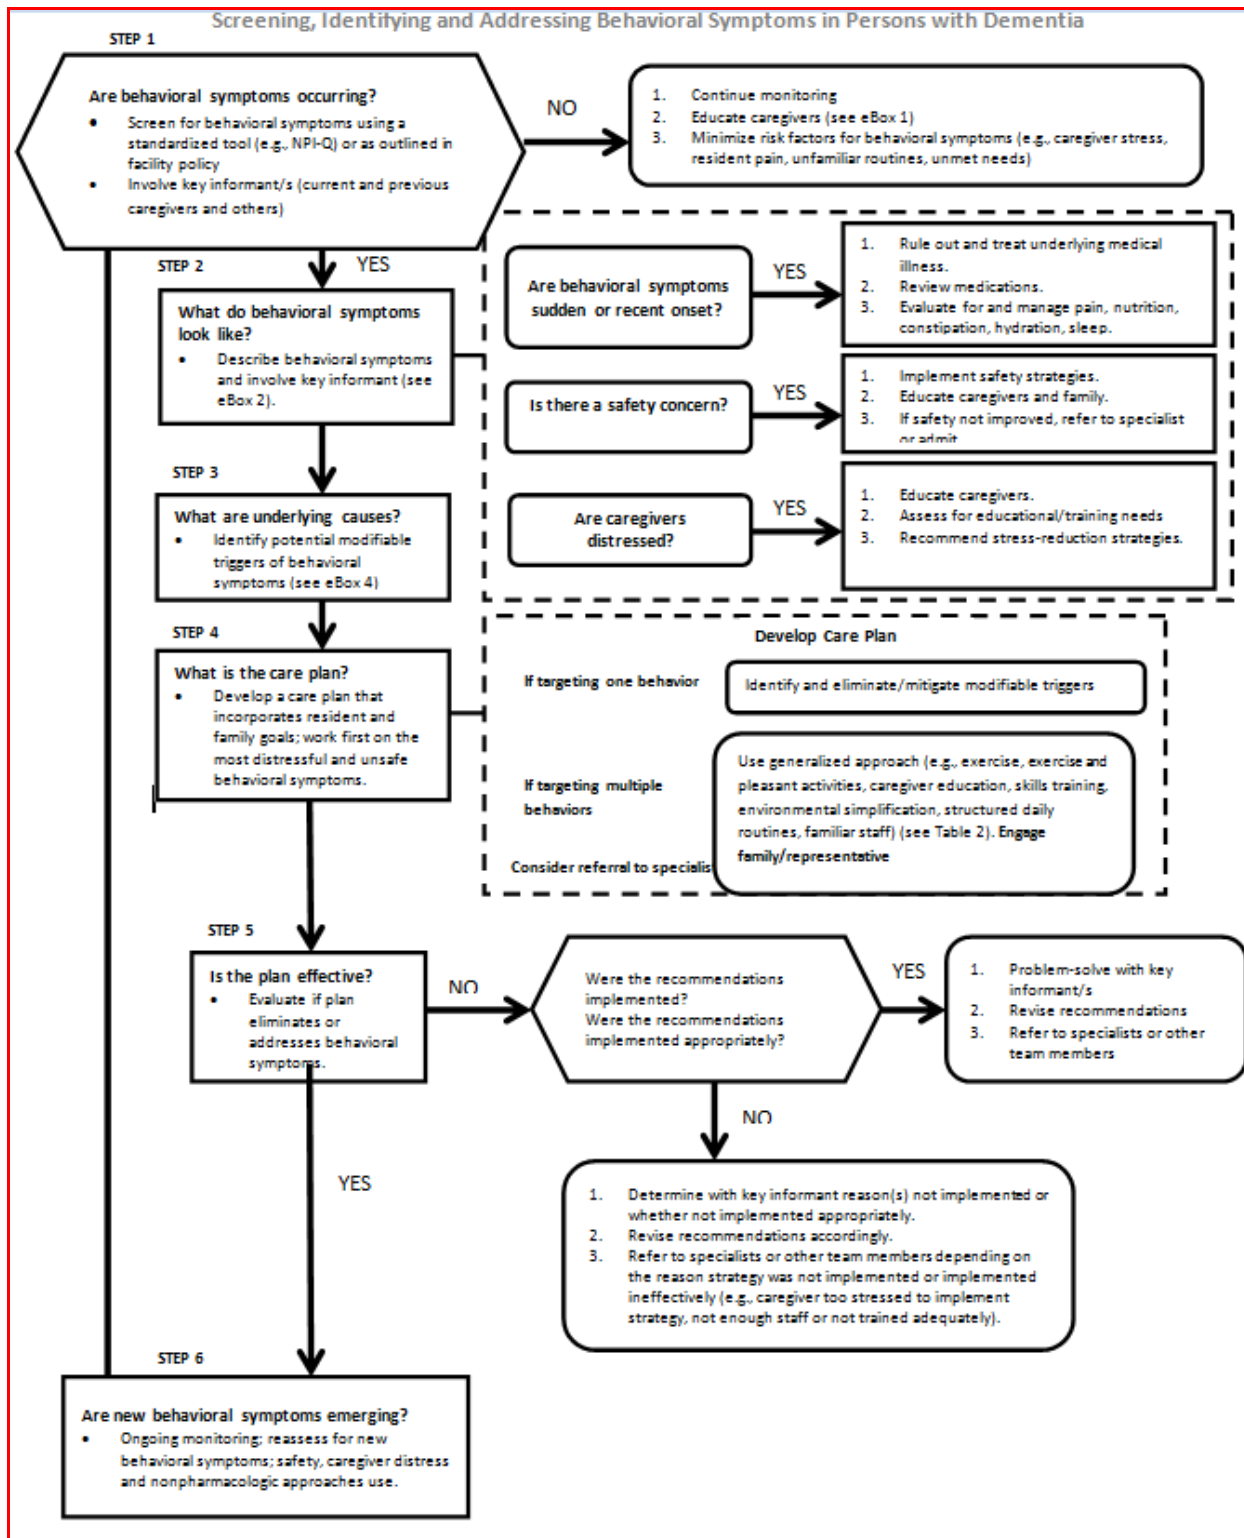 Screening, Identifying and Addressing Behavioral Symptoms in Persons with Dementia
STEP 1
Are behavioral symptoms occurring?
• Screen for behavioral symptoms using a
standardized tool (e.g., NPI-Q) or as outlined in
facility policy
• Involve key informant/s (current and previous
caregivers and others)
NO
1. Continue monitoring
2. Educate caregivers (see eBox 1)
3. Minimize risk factors for behavioral symptoms (e.g., caregiver stress,
resident pain, unfamiliar routines, unmet needs)
YES
STEP 2
What do behavioral symptoms
look like?
• Describe behavioral symptoms
and involve key informant (see
eBox 2).
Are behavioral symptoms
sudden or recent onset?
YES
1. Rule out and treat underlying medical
illness.
2. Review medications.
3. Evaluate for and manage pain, nutrition,
constipation, hydration, sleep.
Is there a safety concern?
YES
1. Implement safety strategies.
2. Educate caregivers and family.
3. If safety not improved, refer to specialist
or admit
Are caregivers
distressed?
YES
1. Educate caregivers.
2. Assess for educational/training needs
3. Recommend stress-reduction strategies.
STEP 3
What are underlying causes?
• Identify potential modifiable
triggers of behavioral
symptoms (see eBox 4)
STEP 4
What is the care plan?
• Develop a care plan that
incorporates resident and
family goals; work first on the
most distressful and unsafe
behavioral symptoms.
Develop Care Plan
If targeting one behavior
Identify and eliminate/mitigate modifiable triggers
If targeting multiple
behaviors
Use generalized approach (e.g., exercise, exercise and
pleasant activities, caregiver education, skills training,
environmental simplification, structured daily
routines, familiar staff) (see Table 2). Engage
family/representative
Consider referral to specialis
STEP 5
Is the plan effective?
• Evaluate if plan
eliminates or
addresses behavioral
symptoms.
NO
Were the recommendations
implemented?
Were the recommendations
implemented appropriately?
YES
1. Problem-solve with key
informant/s
2. Revise recommendations
3. Refer to specialists or other
team members
NO
1. Determine with key informant reason(s) not implemented or
whether not implemented appropriately.
2. Revise recommendations accordingly.
3. Refer to specialists or other team members depending on
the reason strategy was not implemented or implemented
ineffectively (e.g., caregiver too stressed to implement
strategy, not enough staff or not trained adequately).
YES
STEP 6
Are new behavioral symptoms emerging?
• Ongoing monitoring; reassess for new
behavioral symptoms; safety, caregiver distress
and nonpharmacologic approaches use.